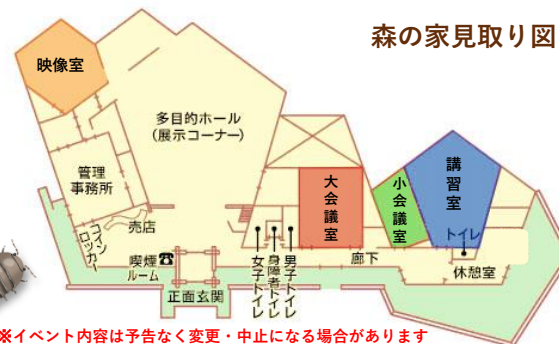 森の家見取り図
映像室
多目的ホール
(展示コーナー)
管理
事務所
大会議室
小会議室
講習室
トイレ
コインロッカー
売店
喫煙
ルーム
正面玄関
女子トイレ
身障者トイレ
男子トイレ
廊下
休憩室
※イベント内容は予告なく変更・中止になる場合があります